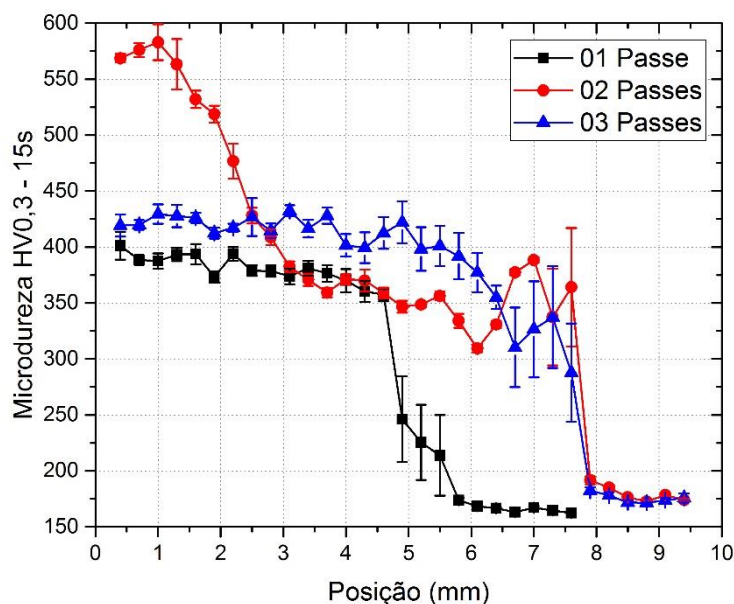 600
550
500
450
400
350
300
250
200
150
Microdureza HV0,3 - 15s
01 Passe
02 Passes
03 Passes
0 1 2 3 4 5 6 7 8 9 10
Posição (mm)